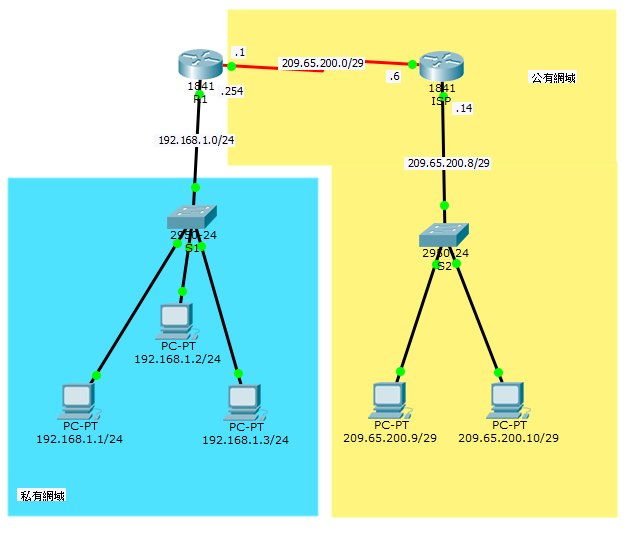 .1
209.65.200.0/29
.6
公有網域
1841
R1
.254
1841
ISP
.14
192.168.1.0/24
209.65.200.8/29
2950-24
S1
2950-24
S2
PC-PT
192.168.1.2/24
PC-PT
192.168.1.1/24
PC-PT
192.168.1.3/24
PC-PT
209.65.200.9/29
PC-PT
209.65.200.10/29
私有網域